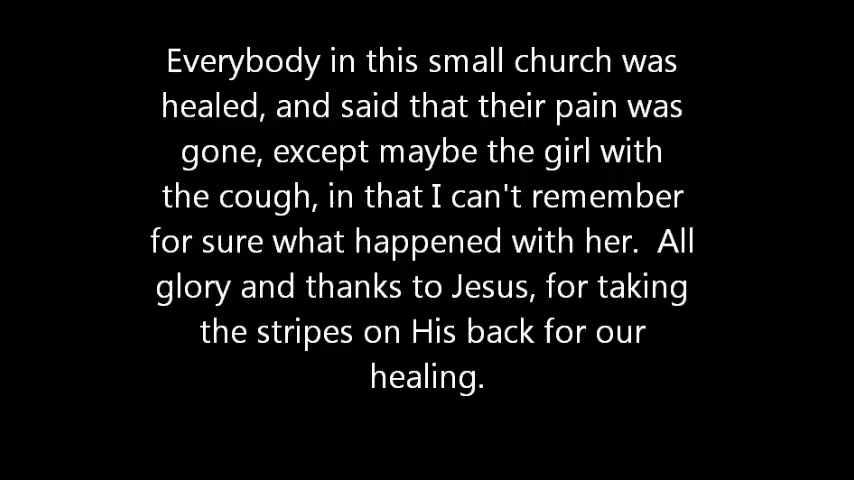 Everybody in this small church was
healed, and said that their pain was
gone, except maybe the girl with
the cough, in that I can't remember
for sure what happened with her.  All
glory and thanks to Jesus, for taking
the stripes on His back for our
healing.